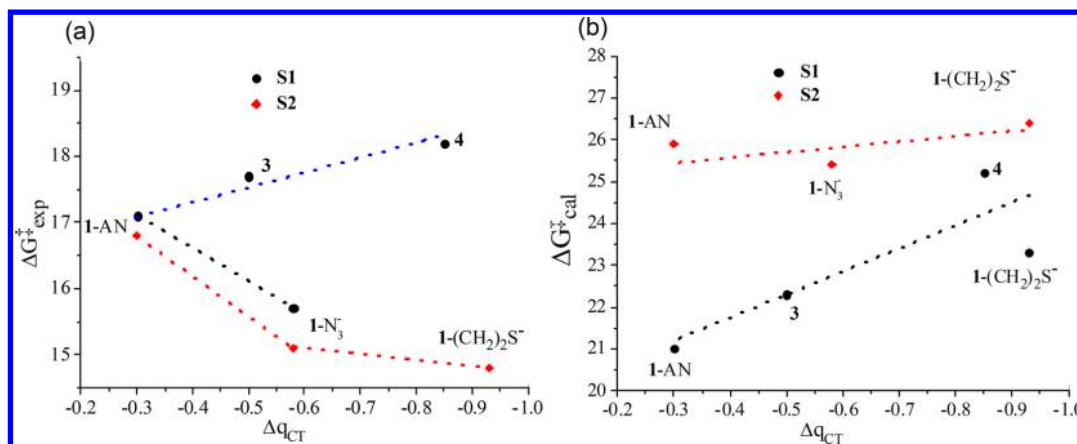 (a)
S1
S2
19
18
17
16
15
ΔG‡exp
3
4
1-AN
1-N3-
1-(CH2)2S-
-0.2 -0.3 -0.4 -0.5 -0.6 -0.7 -0.8 -0.9 -1.0
ΔqCT
(b)
S1
S2
28
27
26
25
24
23
22
21
20
ΔG‡cal
1-(CH2)2S-
1-AN
1-N3-
4
3
1-(CH2)2S-
1-AN
-0.2 -0.3 -0.4 -0.5 -0.6 -0.7 -0.8 -0.9 -1.0
ΔqCT